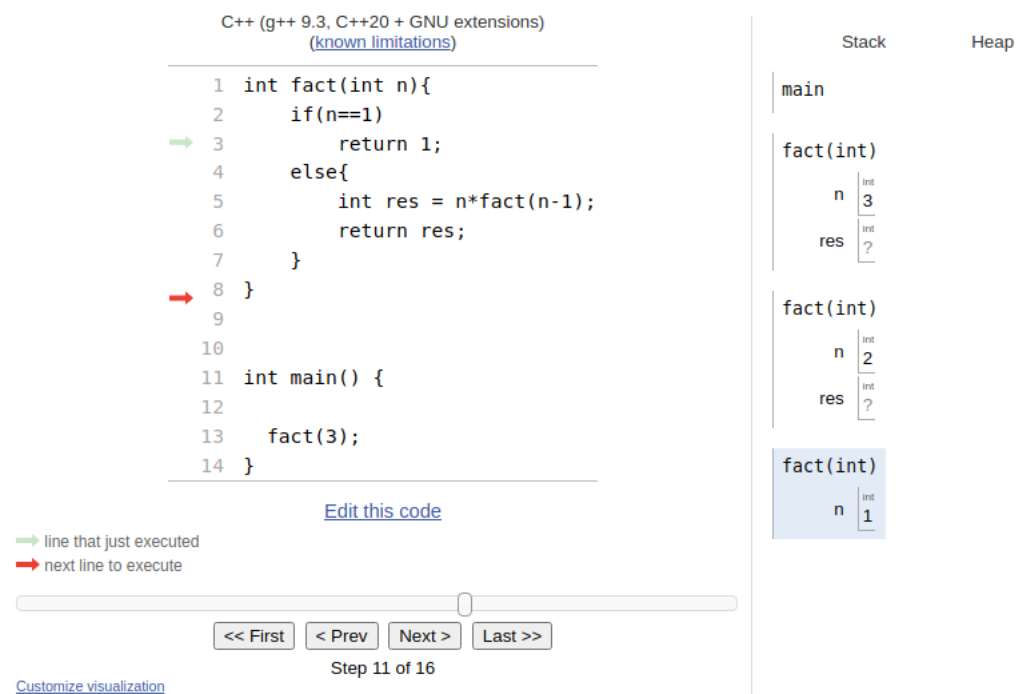 C++ (g++ 9.3, C++20 + GNU extensions)
(known limitations)
1 int fact(int n){
2     if(n==1)
3         return 1;
4     else{
5         int res = n*fact(n-1);
6         return res;
7     }
8 }
9
10
11 int main() {
12
13   fact(3);
14 }
Edit this code
line that just executed
next line to execute
<< First
< Prev
Next >
Last >>
Step 11 of 16
Customize visualization
Stack
Heap
main
fact(int)
int
n 3
int
res ?
fact(int)
int
n 2
int
res ?
fact(int)
int
n 1